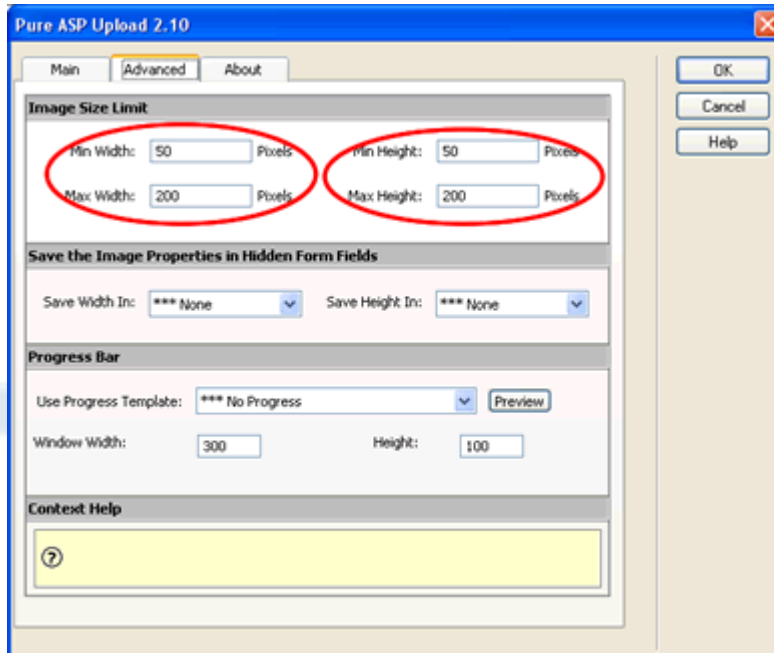 Pure ASP Upload 2.10
Main Advanced About
OK
Cancel
Help
Image Size Limit
Min Width: 50 Pixels Min Height: 50 Pixels
Max Width: 200 Pixels Max Height: 200 Pixels
Save the Image Properties in Hidden Form Fields
Save Width In: *** None Save Height In: *** None
Progress Bar
Use Progress Template: *** No Progress Preview
Window Width: 300 Height: 100
Context Help
?